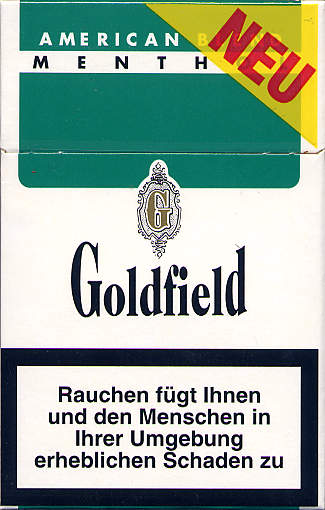 AMERICAN
MENTH
NEU
G
Goldfield
Rauchen fügt Ihnen
und den Menschen in
Ihrer Umgebung
erheblichen Schaden zu